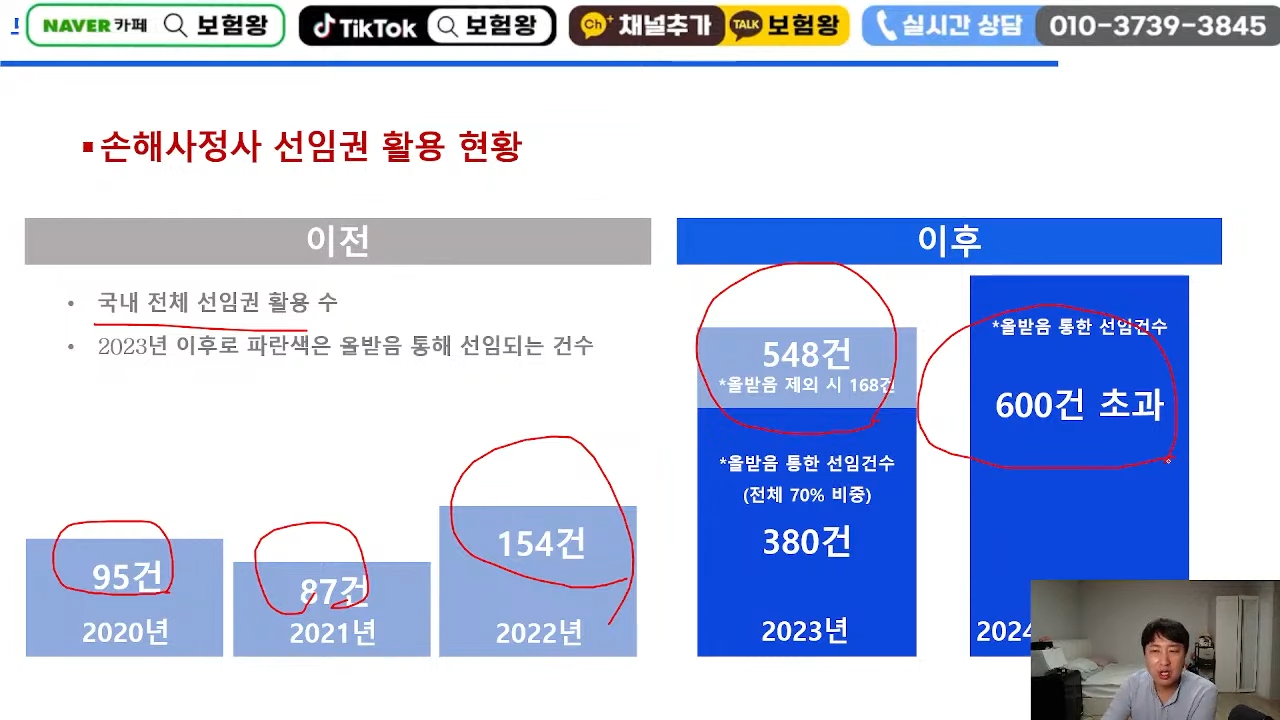 NAVER 카페 보험왕
TikTok 보험왕
Ch+ 채널추가 TALK 보험왕
실시간 상담 010-3739-3845
▪손해사정사 선임권 활용 현황
이전
이후
• 국내 전체 선임권 활용 수
• 2023년 이후로 파란색은 올받음 통해 선임되는 건수
95건
2020년
87건
2021년
154건
2022년
548건
*올받음 제외 시 168건
*올받음 통한 선임건수
(전체 70% 비중)
380건
2023년
*올받음 통한 선임건수
600건 초과
2024